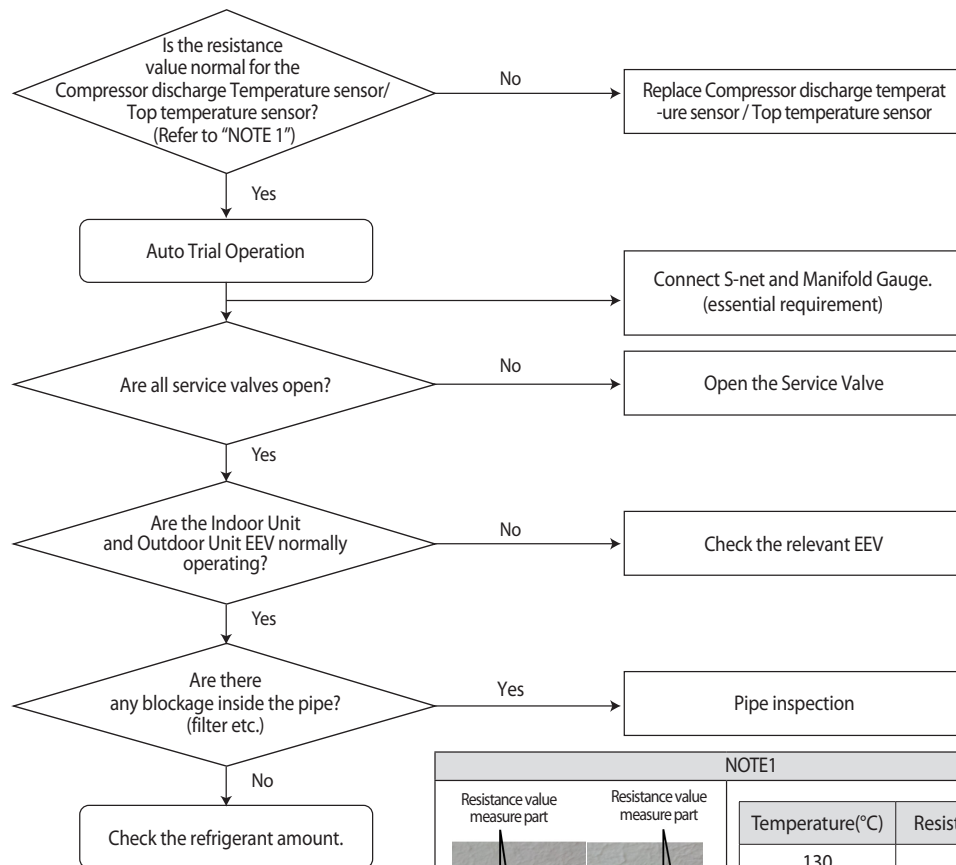 Is the resistance
value normal for the
Compressor discharge Temperature sensor/
Top temperature sensor?
(Refer to “NOTE 1”)
No
Replace Compressor discharge temperat
-ure sensor / Top temperature sensor
Yes
Auto Trial Operation
Connect S-net and Manifold Gauge.
(essential requirement)
Are all service valves open?
No
Open the Service Valve
Yes
Are the Indoor Unit
and Outdoor Unit EEV normally
operating?
No
Check the relevant EEV
Yes
Are there
any blockage inside the pipe?
(filter etc.)
Yes
Pipe inspection
No
Check the refrigerant amount.
NOTE1
Resistance value
measure part
Resistance value
measure part
Temperature(°C)
130